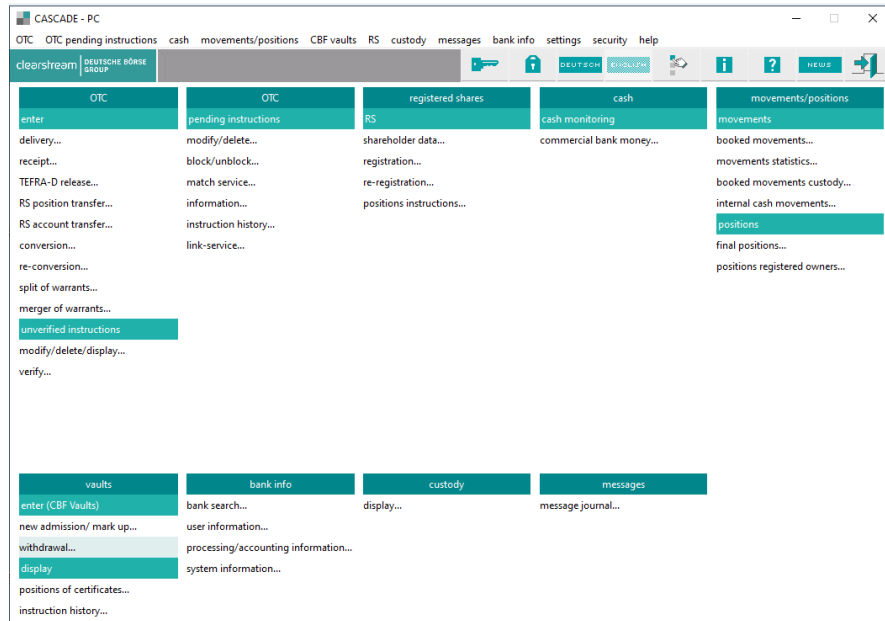 CASCADE - PC
OTC OTC pending instructions cash movements/positions CBF vaults RS custody messages bank info settings security help
clearstream DEUTSCHE BÖRSE GROUP DEUTSCH ENGLISH i ? NEWS
OTC OTC registered shares cash movements/positions
enter pending instructions RS cash monitoring movements
delivery... modify/delete... shareholder data... commercial bank money... booked movements...
receipt... block/unblock... registration... movements statistics...
TEFRA-D release... match service... re-registration... booked movements custody...
RS position transfer... information... positions instructions... internal cash movements...
RS account transfer... instruction history... positions
conversion... link-service... final positions...
re-conversion... positions registered owners...
split of warrants...
merger of warrants...
unverified instructions
modify/delete/display...
verify...
vaults bank info custody messages
enter (CBF Vaults) bank search... display... message journal...
new admission/ mark up... user information...
withdrawal... processing/accounting information...
display system information...
positions of certificates...
instruction history...